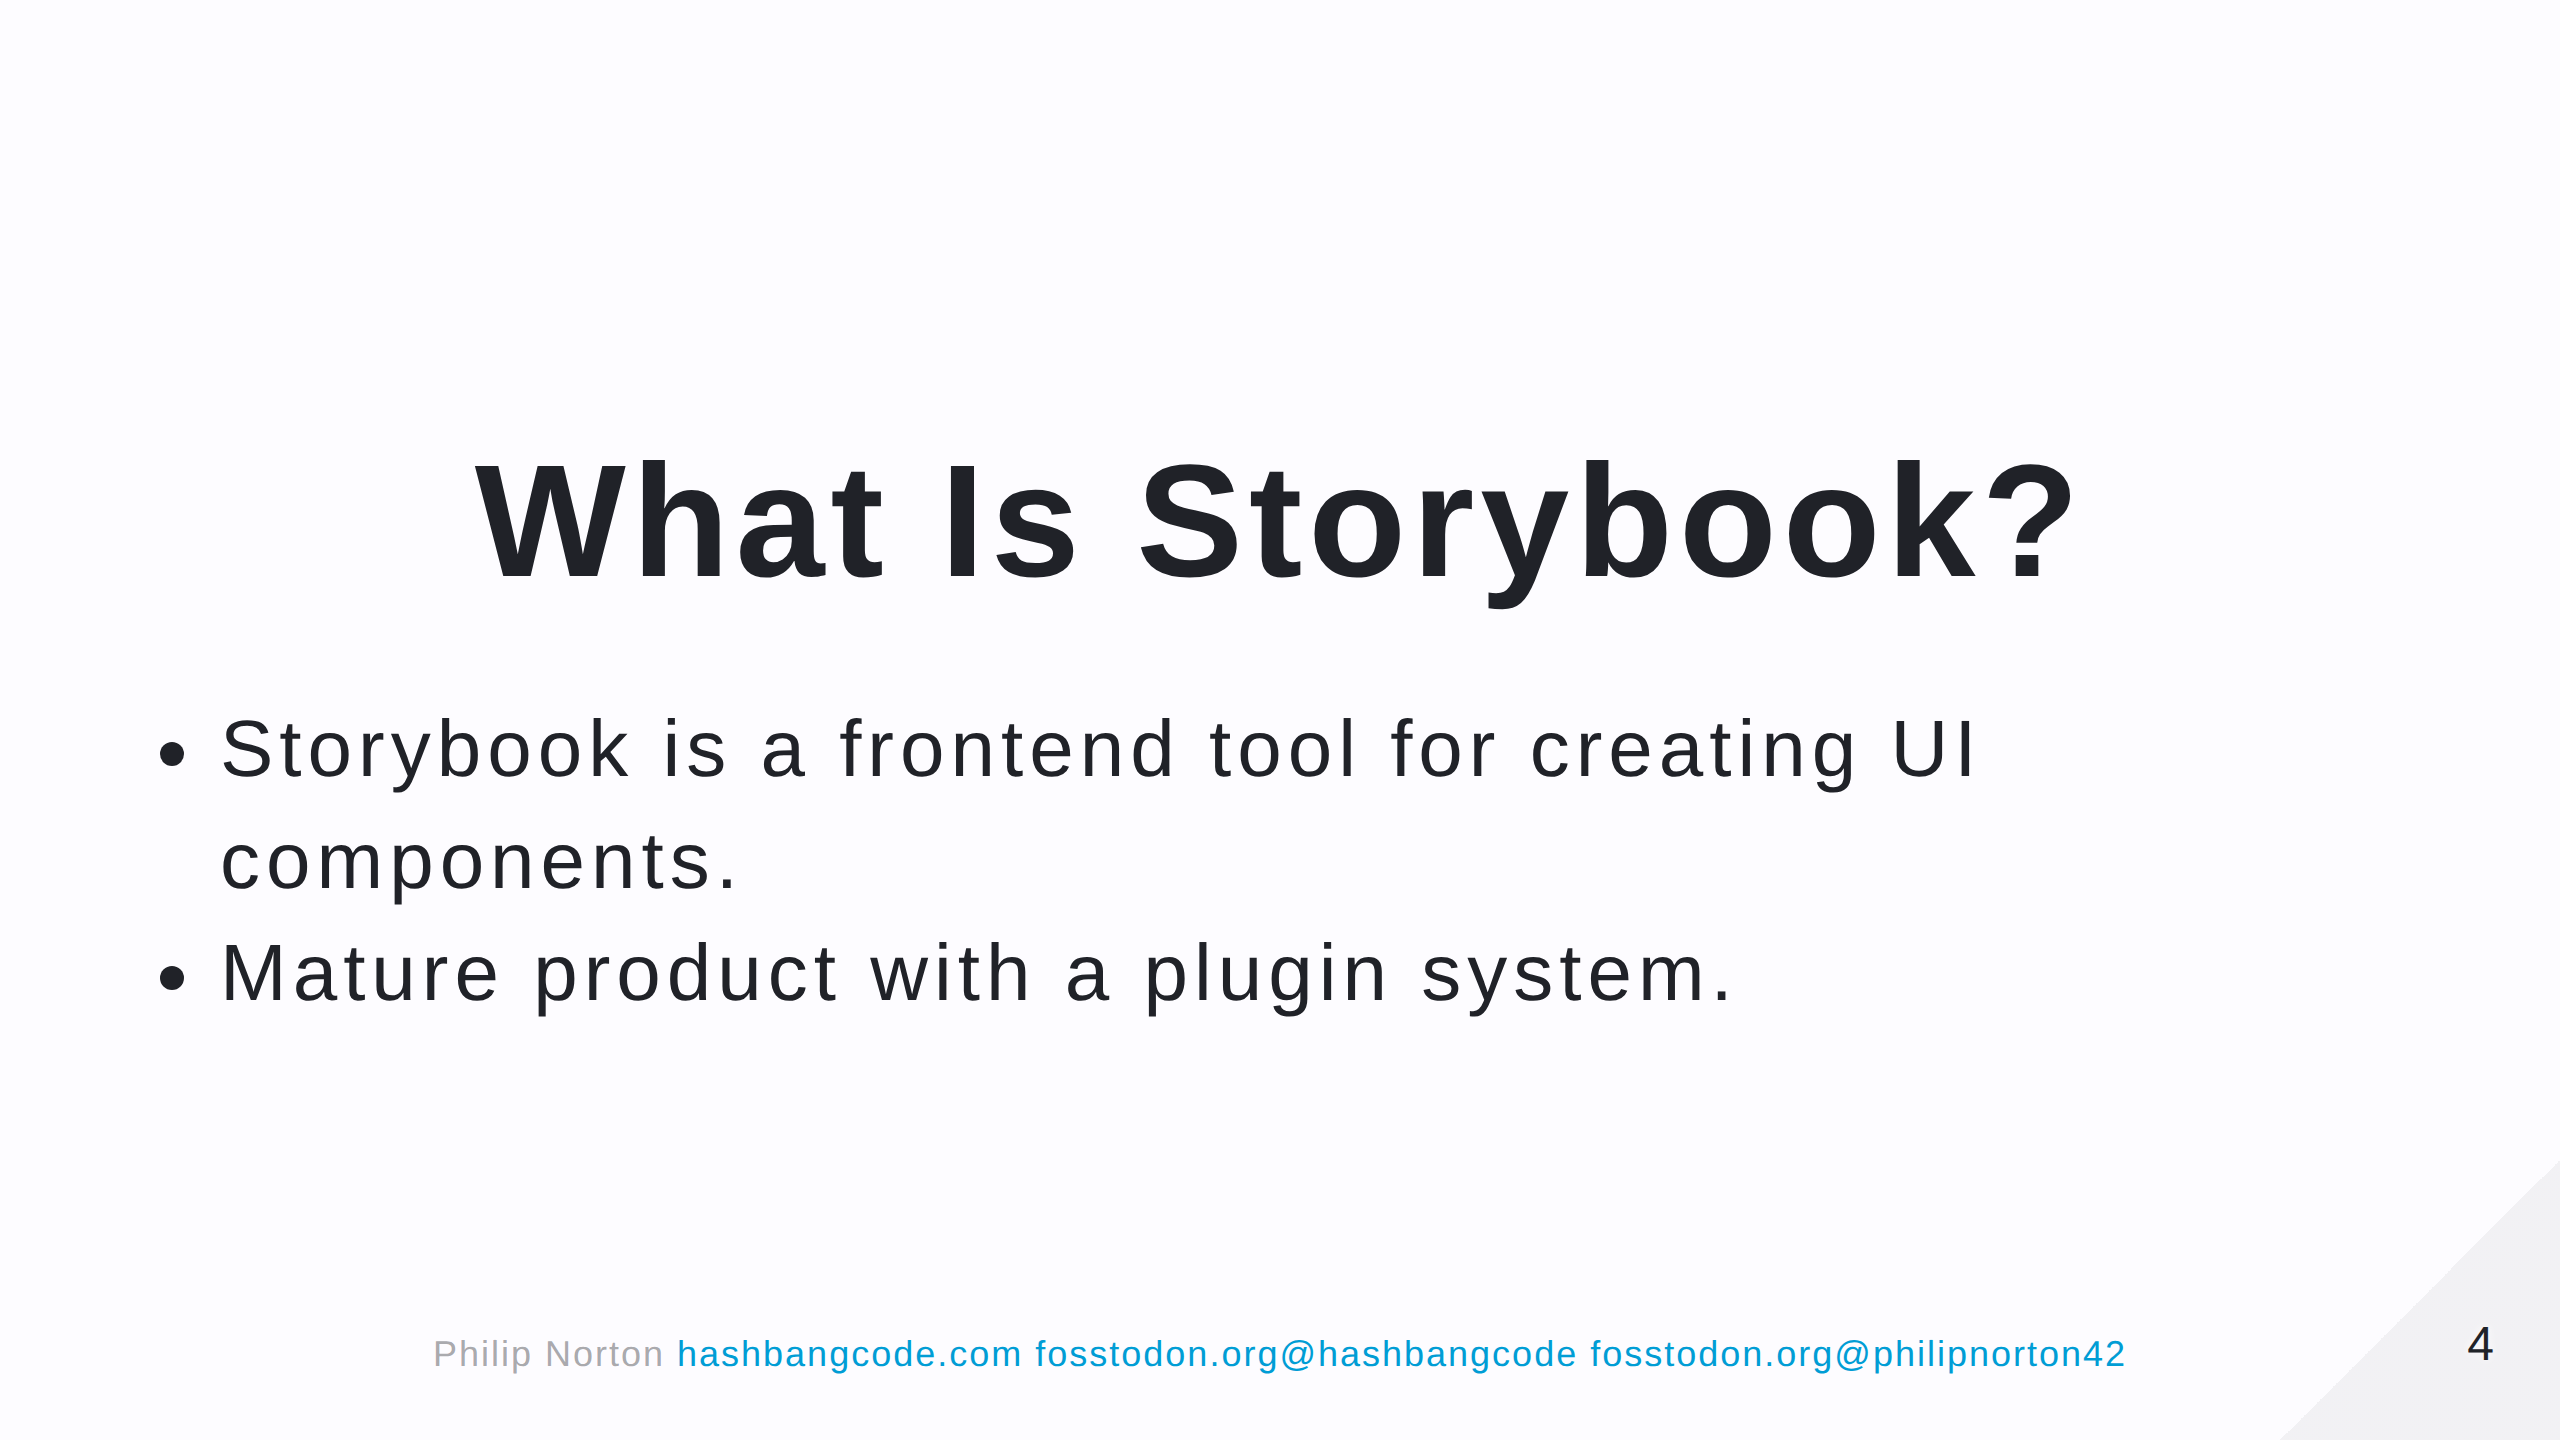 What Is Storybook?
• Storybook is a frontend tool for creating UI
components.
• Mature product with a plugin system.
Philip Norton hashbangcode.com fosstodon.org@hashbangcode fosstodon.org@philipnorton42
4